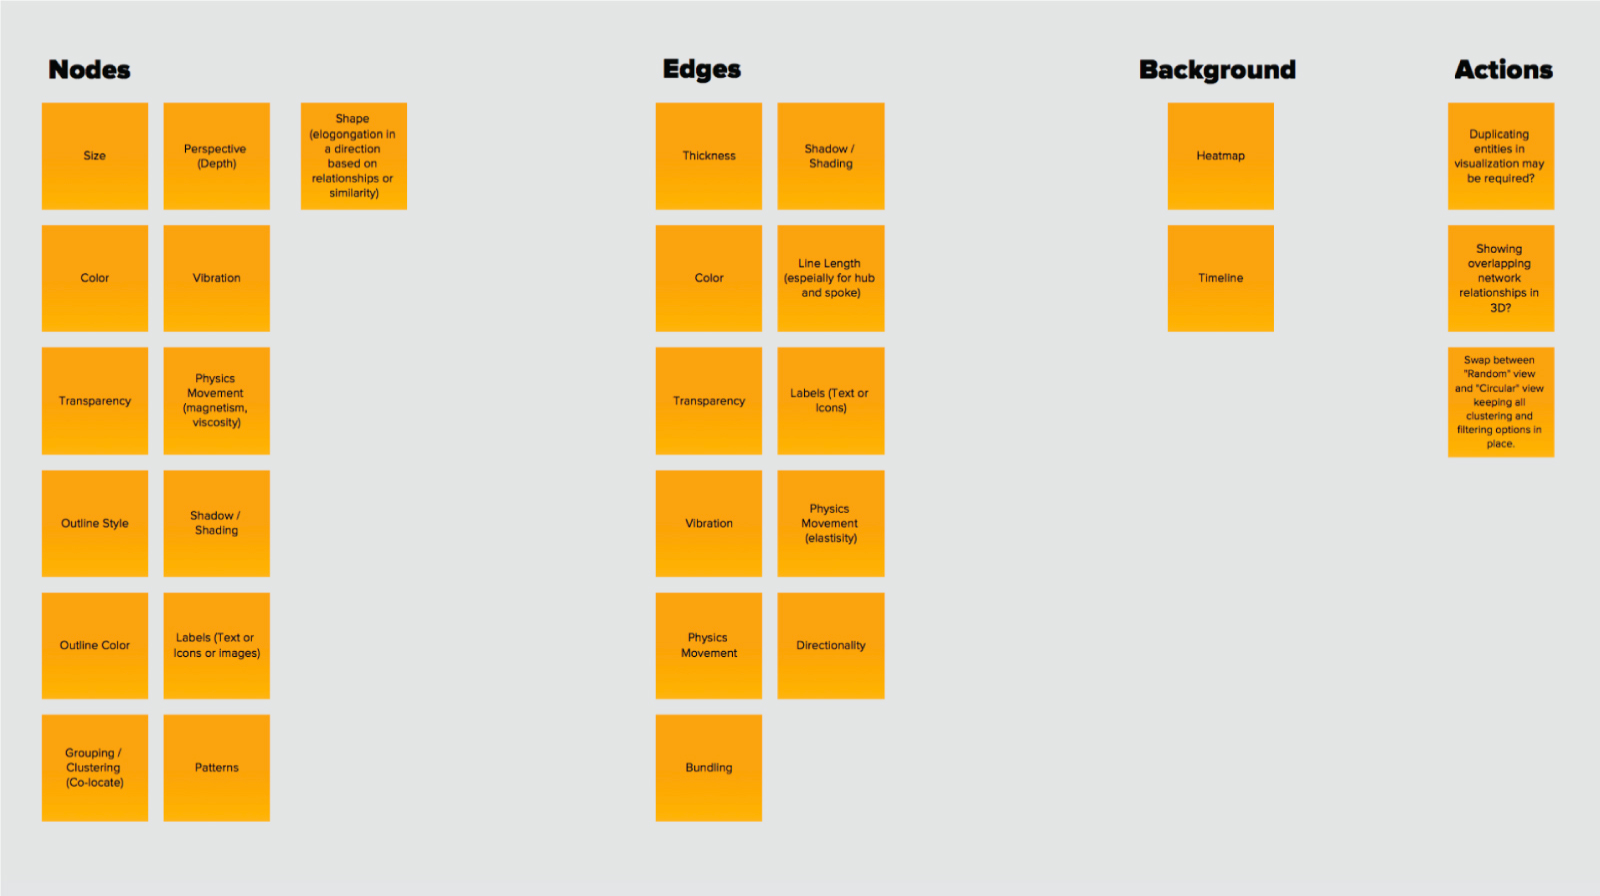 Nodes
Size
Perspective
(Depth)
Shape
(elogongation in
a direction
based on
relationships or
similarity)
Color
Vibration
Transparency
Physics
Movement
(magnetism,
viscosity)
Outline Style
Shadow /
Shading
Outline Color
Labels (Text or
Icons or images)
Grouping /
Clustering
(Co-locate)
Patterns
Edges
Thickness
Shadow /
Shading
Color
Line Length
(espeially for hub
and spoke)
Transparency
Labels (Text or
Icons)
Vibration
Physics
Movement
(elastisity)
Physics
Movement
Directionality
Bundling
Background
Heatmap
Timeline
Actions
Duplicating
entities in
visualization may
be required?
Showing
overlapping
network
relationships in
3D?
Swap between
"Random" view
and "Circular" view
keeping all
clustering and
filtering options in
place.